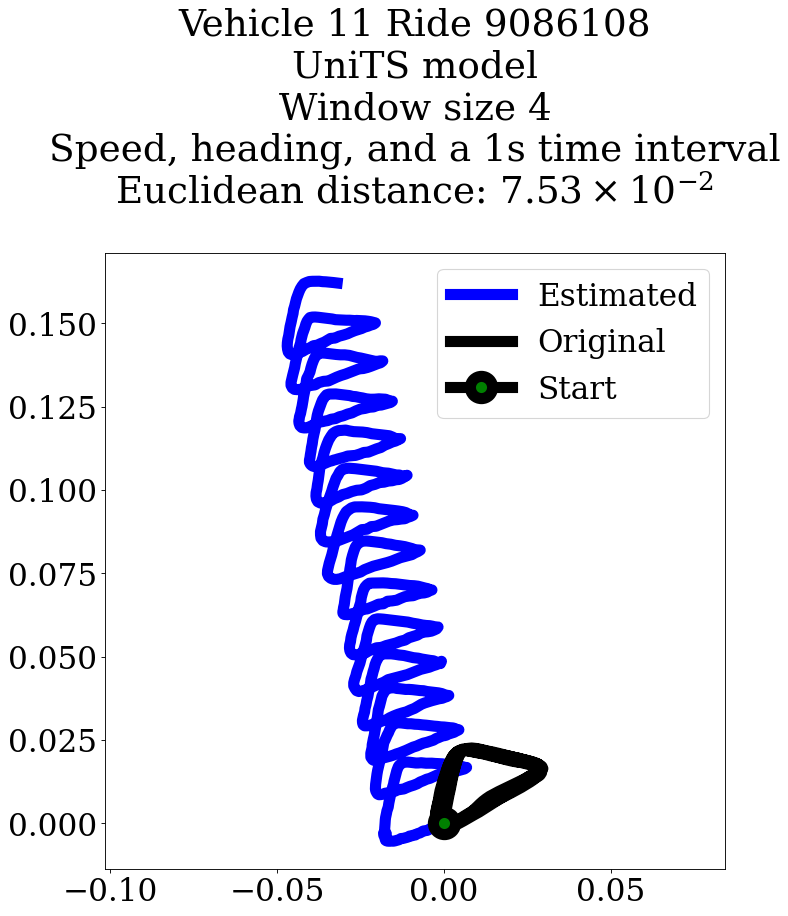 Vehicle 11 Ride 9086108
UniTS model
Window size 4
Speed, heading, and a 1s time interval
Euclidean distance: 7.53 × 10⁻²
Estimated
Original
Start
0.150
0.125
0.100
0.075
0.050
0.025
0.000
−0.10 −0.05 0.00 0.05